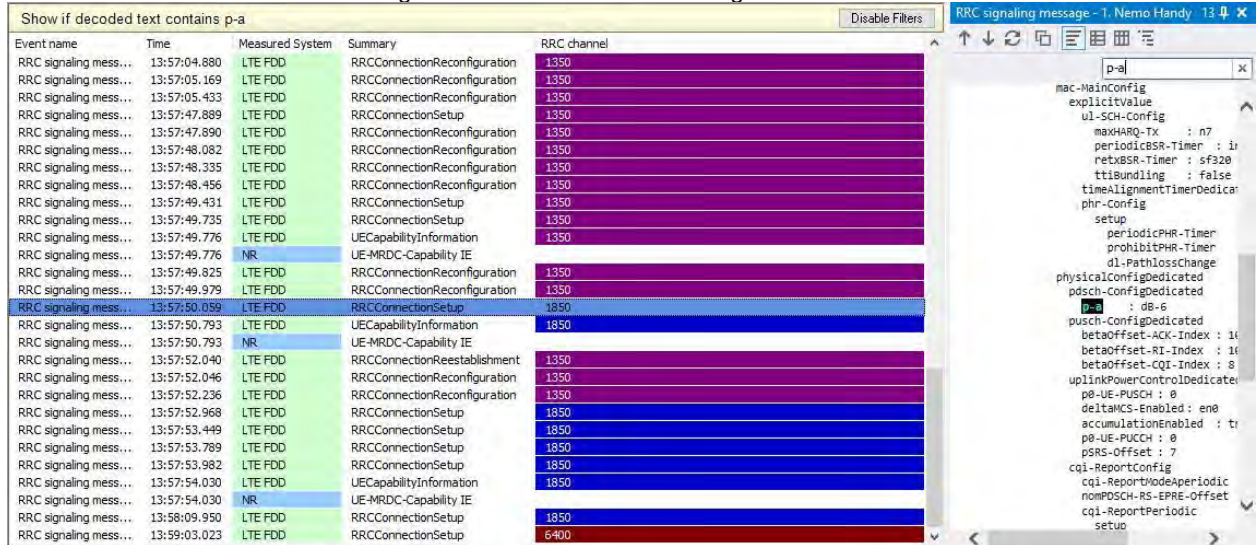 Show if decoded text contains p-a
Disable Filters
Event name Time Measured System Summary RRC channel
RRC signaling mess... 13:57:04.880 LTE FDD RRCConnectionReconfiguration 1350
RRC signaling mess... 13:57:05.169 LTE FDD RRCConnectionReconfiguration 1350
RRC signaling mess... 13:57:05.433 LTE FDD RRCConnectionReconfiguration 1350
RRC signaling mess... 13:57:47.889 LTE FDD RRCConnectionSetup 1350
RRC signaling mess... 13:57:47.890 LTE FDD RRCConnectionReconfiguration 1350
RRC signaling mess... 13:57:48.082 LTE FDD RRCConnectionReconfiguration 1350
RRC signaling mess... 13:57:48.335 LTE FDD RRCConnectionReconfiguration 1350
RRC signaling mess... 13:57:48.456 LTE FDD RRCConnectionReconfiguration 1350
RRC signaling mess... 13:57:49.431 LTE FDD RRCConnectionSetup 1350
RRC signaling mess... 13:57:49.735 LTE FDD RRCConnectionSetup 1350
RRC signaling mess... 13:57:49.776 LTE FDD UECapabilityInformation 1350
RRC signaling mess... 13:57:49.776 NR UE-MRDC-Capability IE
RRC signaling mess... 13:57:49.825 LTE FDD RRCConnectionReconfiguration 1350
RRC signaling mess... 13:57:49.979 LTE FDD RRCConnectionReconfiguration 1350
RRC signaling mess... 13:57:50.059 LTE FDD RRCConnectionSetup 1850
RRC signaling mess... 13:57:50.793 LTE FDD UECapabilityInformation 1850
RRC signaling mess... 13:57:50.793 NR UE-MRDC-Capability IE
RRC signaling mess... 13:57:52.040 LTE FDD RRCConnectionReestablishment 1350
RRC signaling mess... 13:57:52.046 LTE FDD RRCConnectionReconfiguration 1350
RRC signaling mess... 13:57:52.236 LTE FDD RRCConnectionReconfiguration 1350
RRC signaling mess... 13:57:52.968 LTE FDD RRCConnectionSetup 1850
RRC signaling mess... 13:57:53.449 LTE FDD RRCConnectionSetup 1850
RRC signaling mess... 13:57:53.789 LTE FDD RRCConnectionSetup 1850
RRC signaling mess... 13:57:53.982 LTE FDD RRCConnectionSetup 1850
RRC signaling mess... 13:57:54.030 LTE FDD UECapabilityInformation 1850
RRC signaling mess... 13:57:54.030 NR UE-MRDC-Capability IE
RRC signaling mess... 13:58:09.950 LTE FDD RRCConnectionSetup 1850
RRC signaling mess... 13:59:03.023 LTE FDD RRCConnectionSetup 6400
RRC signaling message - 1. Nemo Handy 13
p-a
mac-MainConfig
explicitValue
ul-SCH-Config
maxHARQ-Tx : n7
periodicBSR-Timer :
retxBSR-Timer : sf320
ttiBundling : false
phr-Config
setup
periodicPHR-Timer
prohibitPHR-Timer
dl-PathlossChange
physicalConfigDedicated
pdsch-ConfigDedicated
p-a : dB-6
pusch-ConfigDedicated
betaOffset-ACK-Index :
betaOffset-RI-Index :
betaOffset-CQI-Index : 8
p0-UE-PUSCH : 0
deltaMCS-Enabled : en0
accumulationEnabled :
p0-UE-PUCCH : 0
pSRS-Offset : 7
cqi-ReportConfig
cqi-ReportModeAperiodic
nomPDSCH-RS-EPRE-Offset
cqi-ReportPeriodic
setup